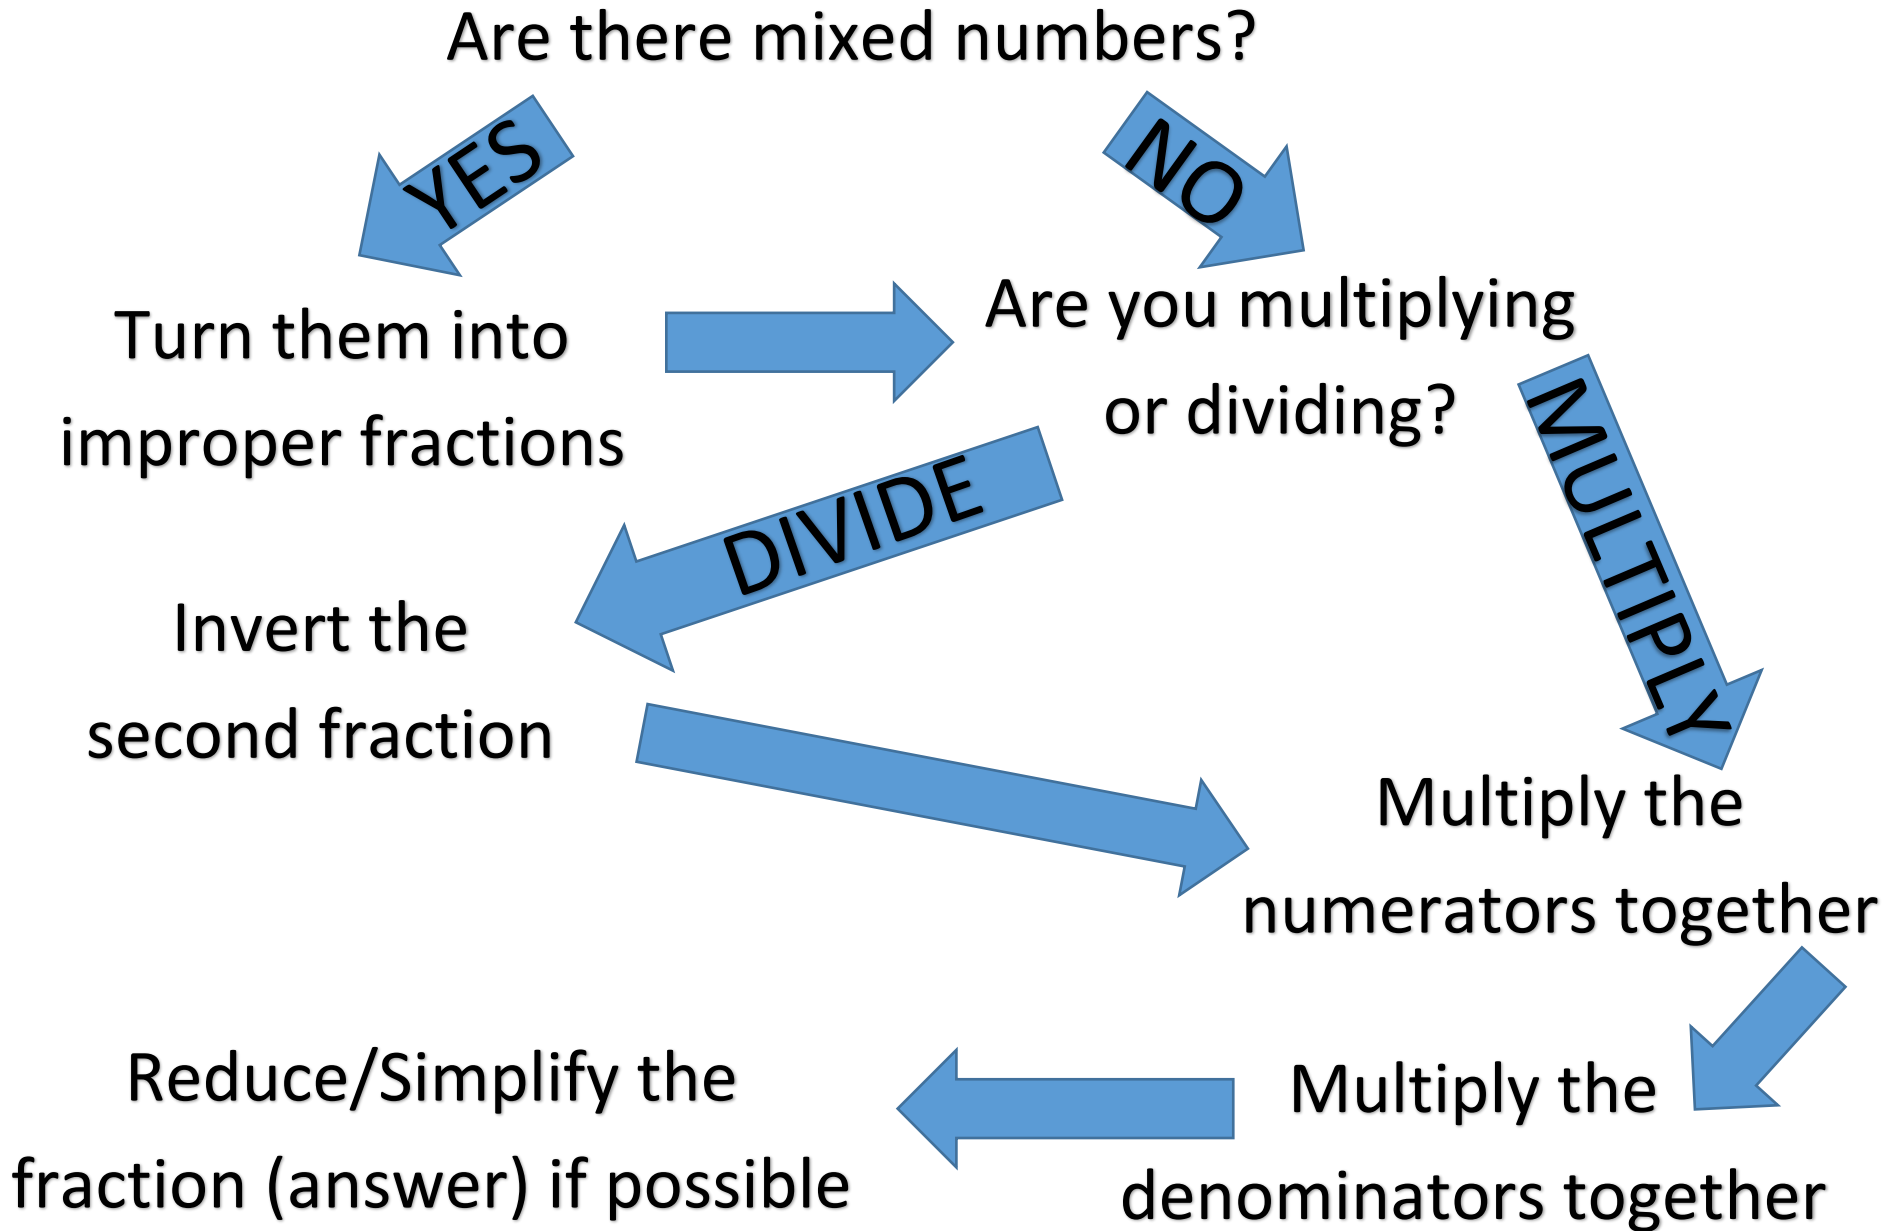 Are there mixed numbers?
YES
NO
Turn them into
improper fractions
Are you multiplying
or dividing?
DIVIDE
MULTIPLY
Invert the
second fraction
Multiply the
numerators together
Multiply the
denominators together
Reduce/Simplify the
fraction (answer) if possible